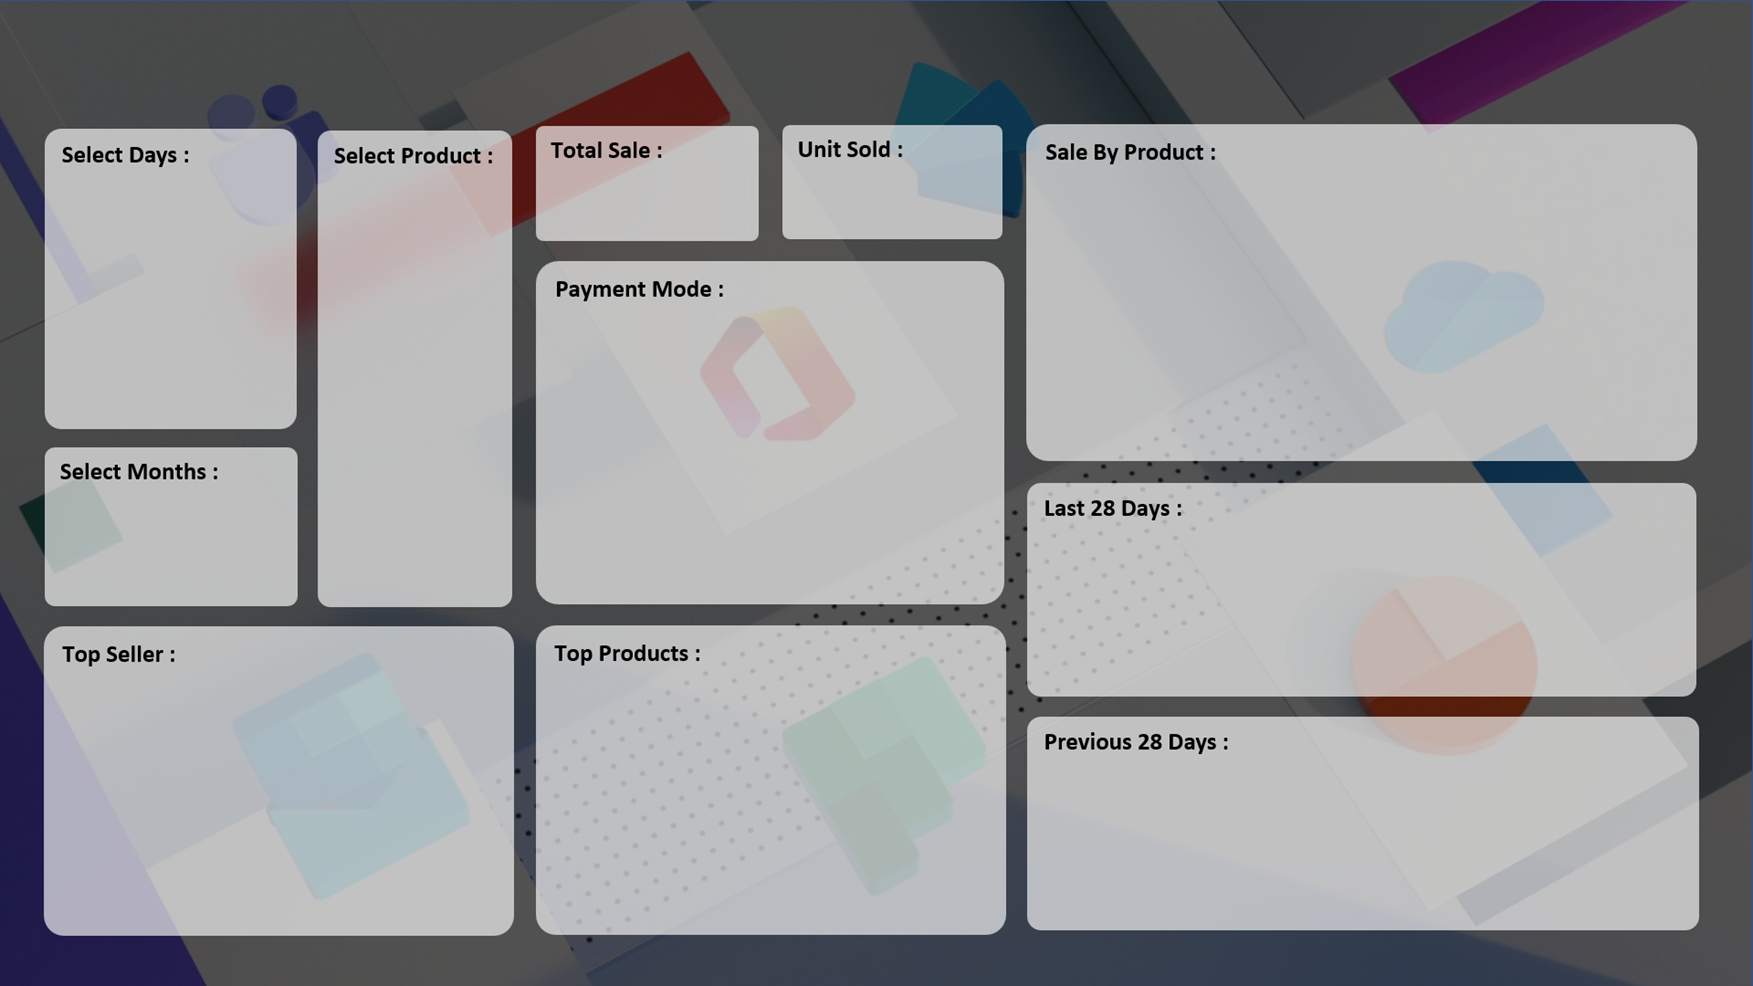 Select Days :
Select Product :
Total Sale :
Unit Sold :
Sale By Product :
Payment Mode :
Select Months :
Last 28 Days :
Top Seller :
Top Products :
Previous 28 Days :